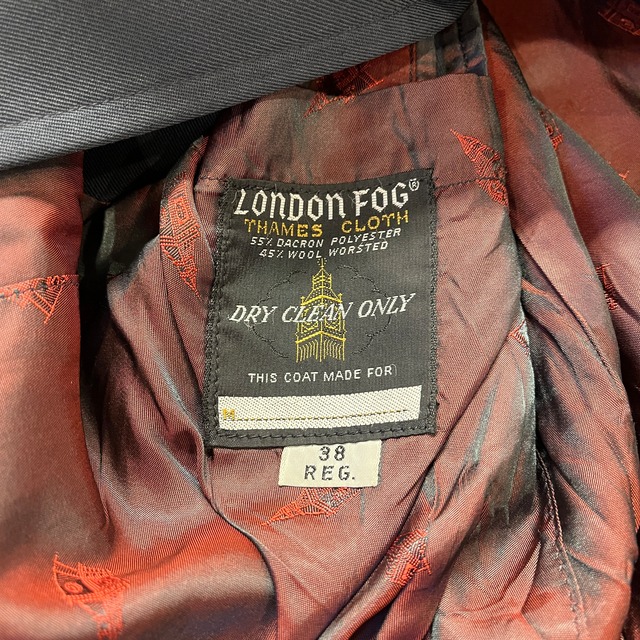 LONDON FOG®
THAMES CLOTH
55% DACRON POLYESTER
45% WOOL WORSTED
DRY CLEAN ONLY
THIS COAT MADE FOR
M
38
REG.